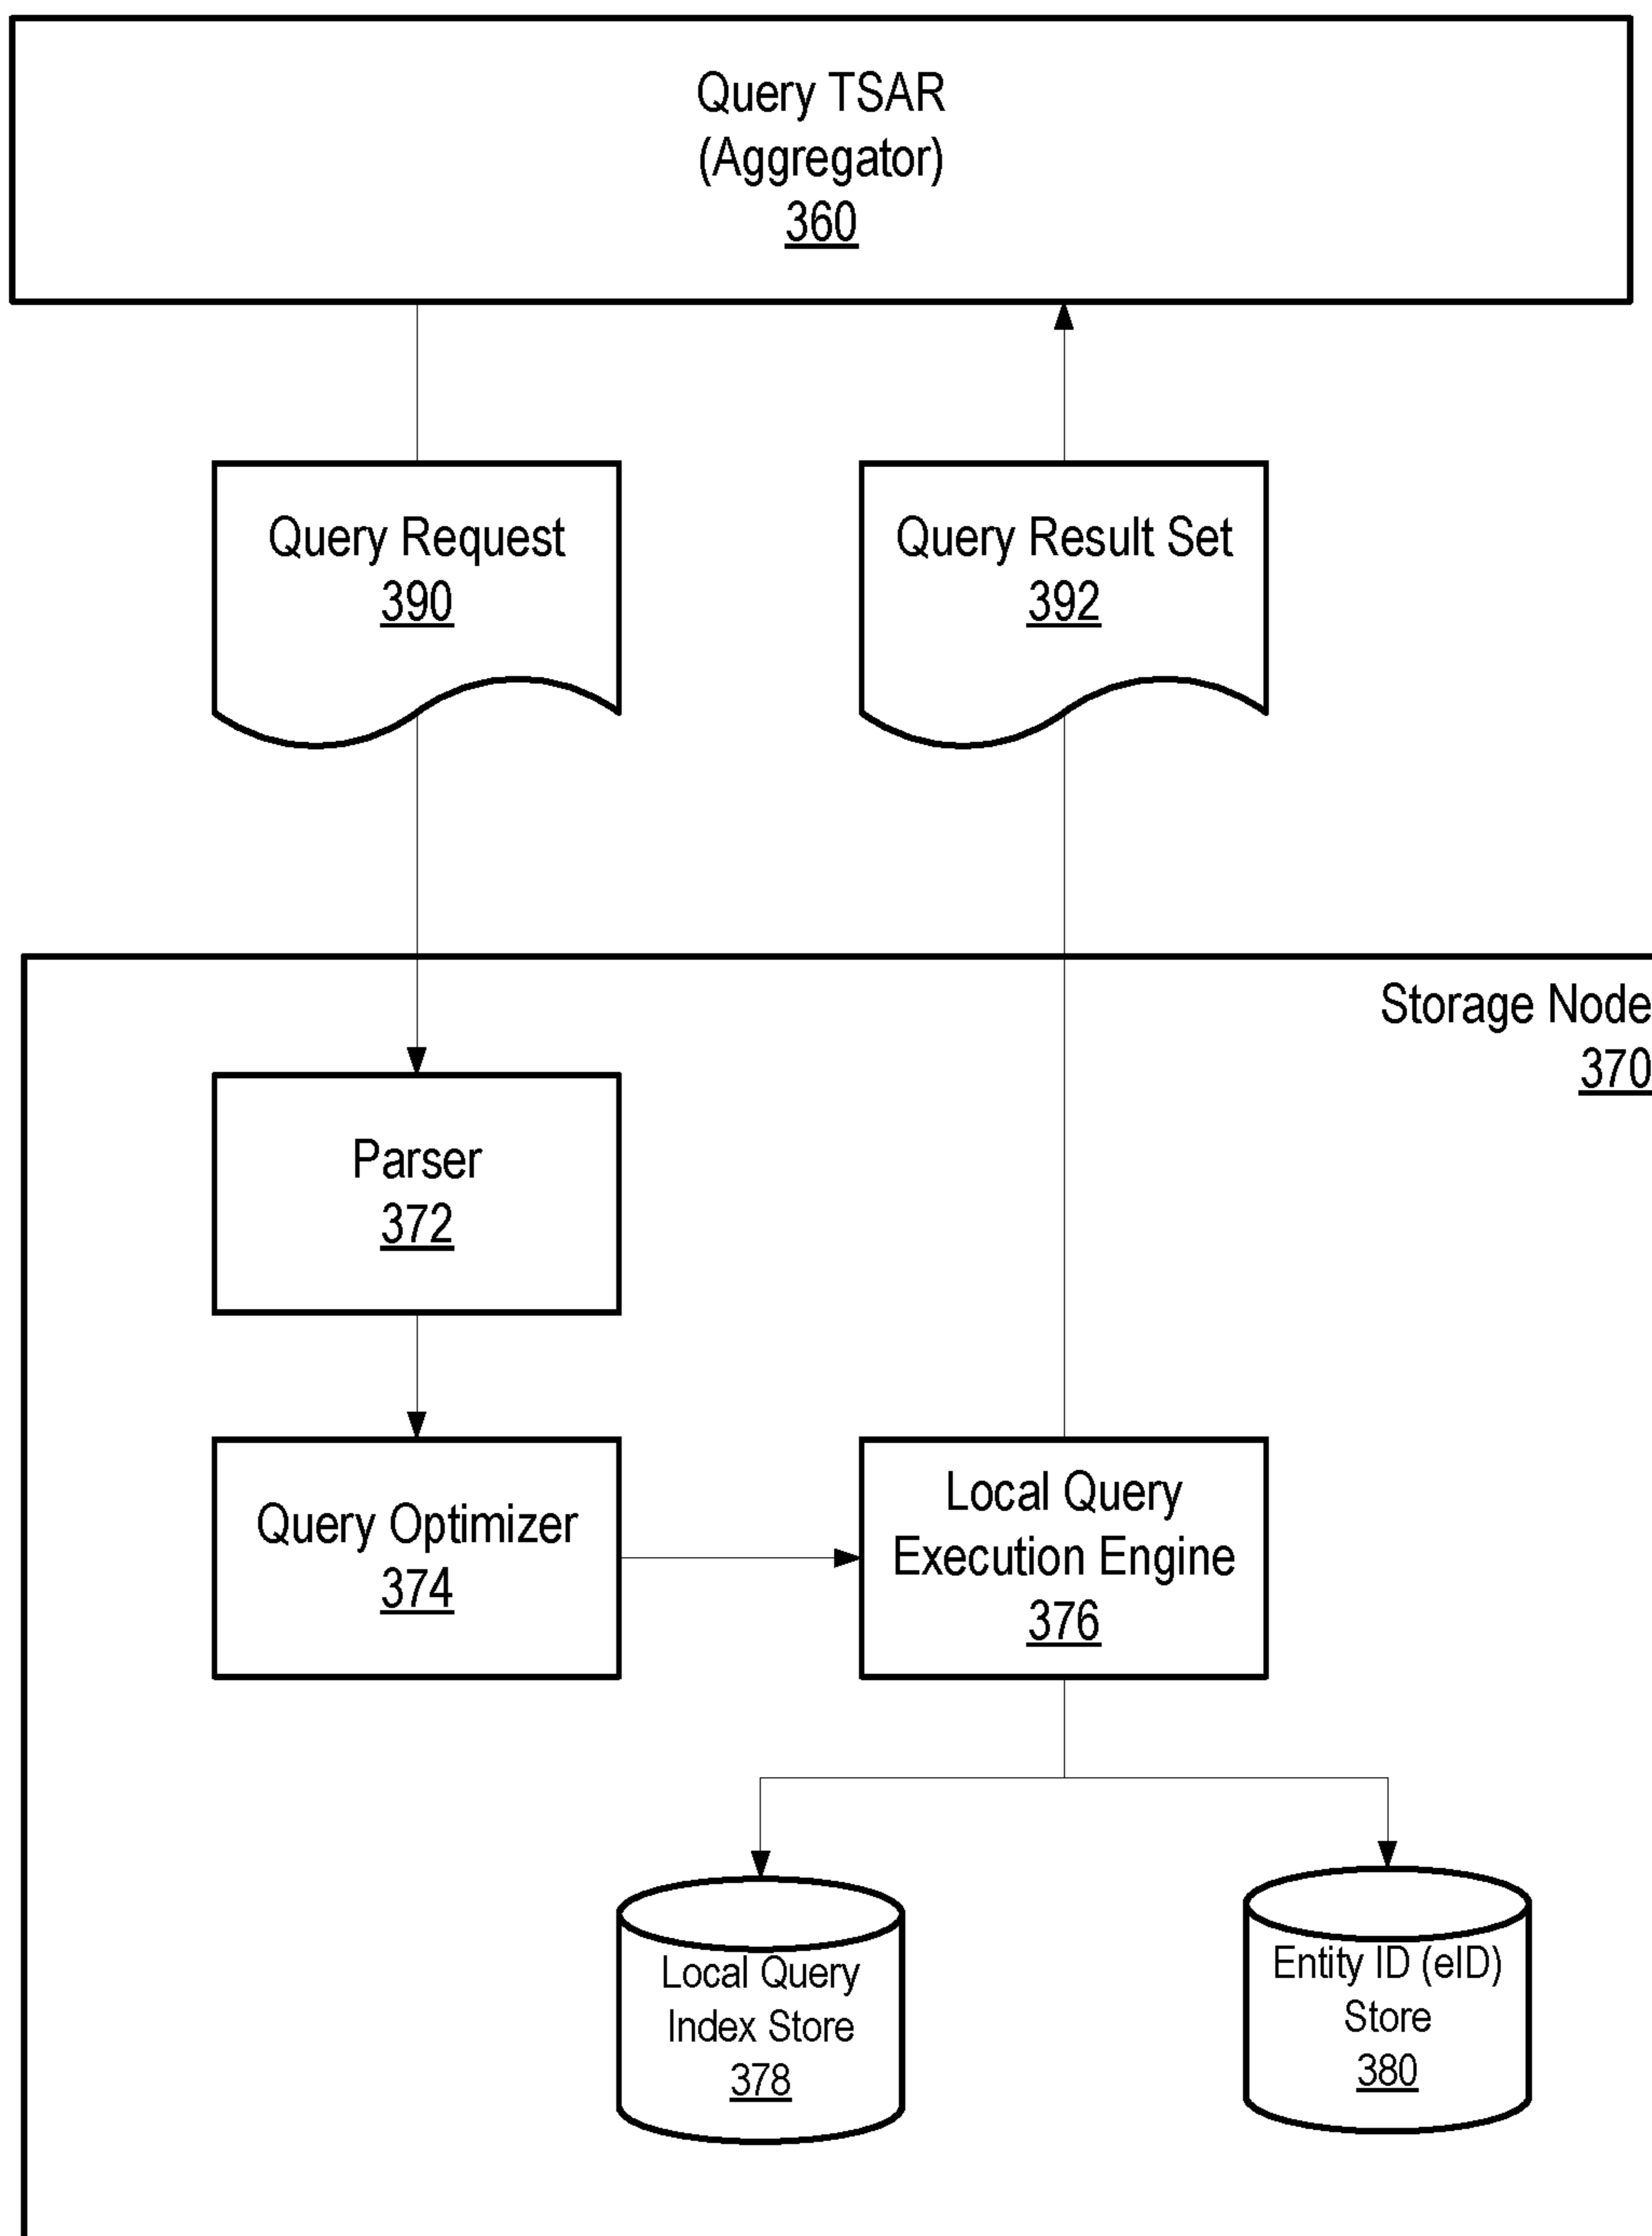 Query TSAR
(Aggregator)
360
Query Request
390
Query Result Set
392
Storage Node
370
Parser
372
Query Optimizer
374
Local Query
Execution Engine
376
Local Query
Index Store
378
Entity ID (eID)
Store
380